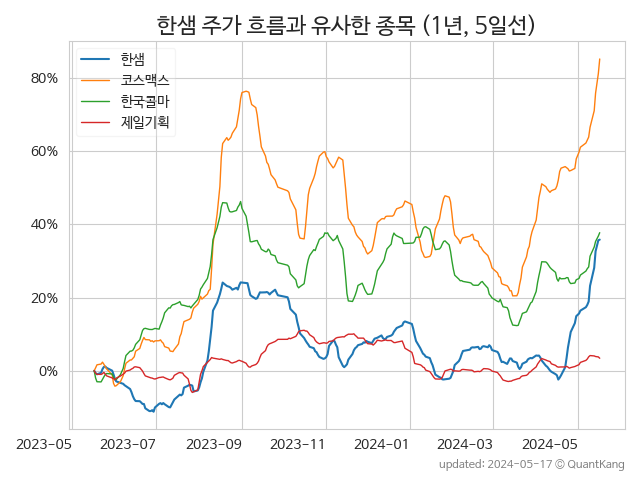 한샘 주가 흐름과 유사한 종목 (1년, 5일선)
한샘
코스맥스
한국콜마
제일기획
80%
60%
40%
20%
0%
2023-05 2023-07 2023-09 2023-11 2024-01 2024-03 2024-05
updated: 2024-05-17 © QuantKang